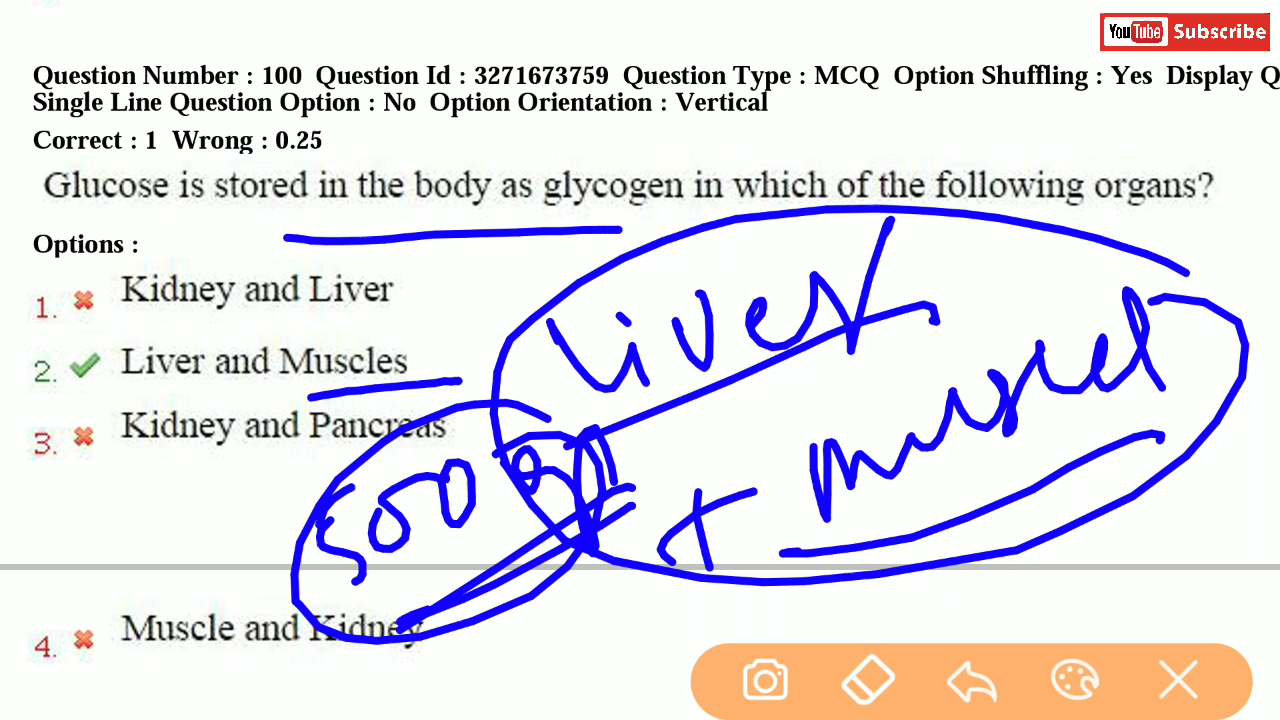 YouTube Subscribe
Question Number : 100 Question Id : 3271673759 Question Type : MCQ Option Shuffling : Yes Display Q
Single Line Question Option : No Option Orientation : Vertical
Correct : 1 Wrong : 0.25
Glucose is stored in the body as glycogen in which of the following organs?
Options :
1. Kidney and Liver
2. Liver and Muscles
3. Kidney and Pancreas
4. Muscle and Kidney
Liver
+
500